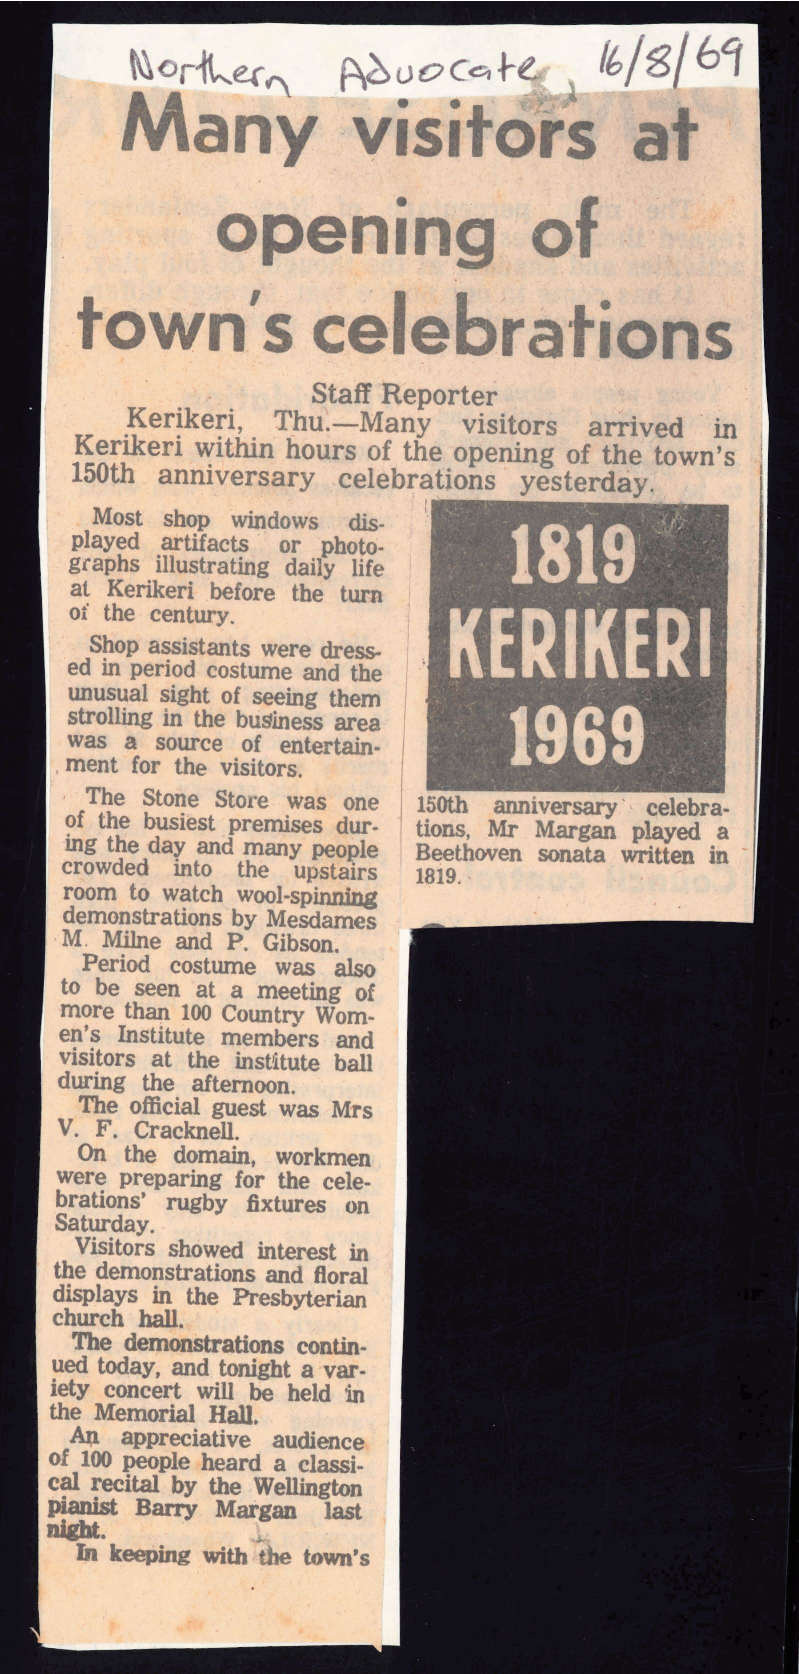 Northern Advocate 16/8/69
Many visitors at
opening of
town's celebrations
Staff Reporter
Kerikeri, Thu.—Many visitors arrived in
Kerikeri within hours of the opening of the town's
150th anniversary celebrations yesterday.
Most shop windows dis-
played artifacts or photo-
graphs illustrating daily life
at Kerikeri before the turn
of the century.
Shop assistants were dress-
ed in period costume and the
unusual sight of seeing them
strolling in the business area
was a source of entertain-
ment for the visitors.
The Stone Store was one
of the busiest premises dur-
ing the day and many people
crowded into the upstairs
room to watch wool-spinning
demonstrations by Mesdames
M. Milne and P. Gibson.
Period costume was also
to be seen at a meeting of
more than 100 Country Wom-
en's Institute members and
visitors at the institute ball
during the afternoon.
The official guest was Mrs
V. F. Cracknell.
On the domain, workmen
were preparing for the cele-
brations' rugby fixtures on
Saturday.
Visitors showed interest in
the demonstrations and floral
displays in the Presbyterian
church hall.
The demonstrations contin-
ued today, and tonight a var-
iety concert will be held in
the Memorial Hall.
An appreciative audience
of 100 people heard a classi-
cal recital by the Wellington
pianist Barry Margan last
night.
In keeping with the town's
1819
KERIKERI
1969
150th anniversary celebra-
tions, Mr Margan played a
Beethoven sonata written in
1819.